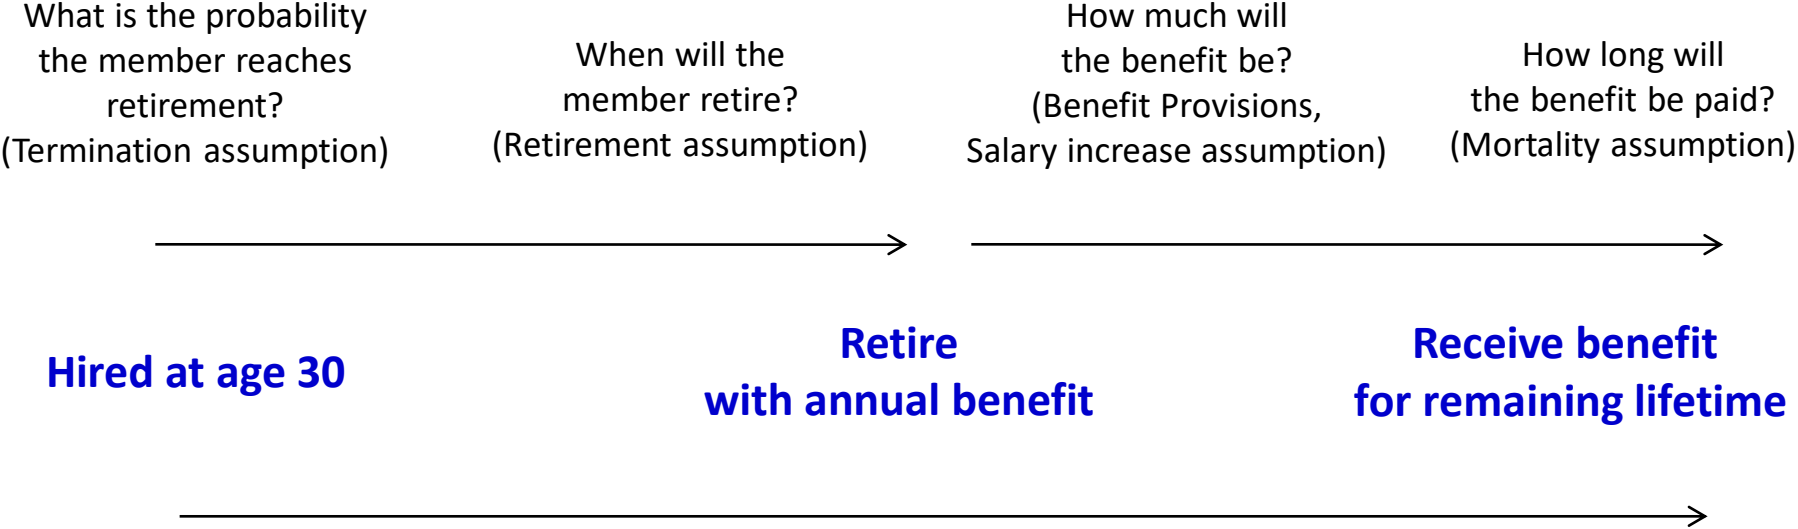 What is the probability
the member reaches
retirement?
(Termination assumption)
When will the
member retire?
(Retirement assumption)
How much will
the benefit be?
(Benefit Provisions,
Salary increase assumption)
How long will
the benefit be paid?
(Mortality assumption)
Hired at age 30
Retire
with annual benefit
Receive benefit
for remaining lifetime